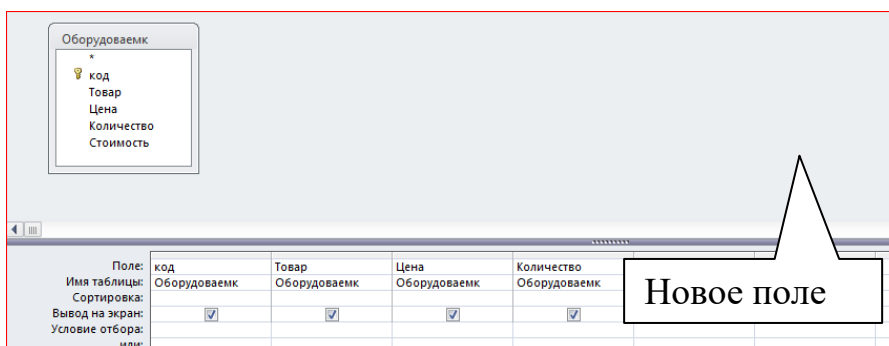 Оборудоваемк
*
код
Товар
Цена
Количество
Стоимость
Поле: код Товар Цена Количество
Имя таблицы: Оборудоваемк Оборудоваемк Оборудоваемк Оборудоваемк
Сортировка:
Вывод на экран:
Условие отбора:
или:
Новое поле